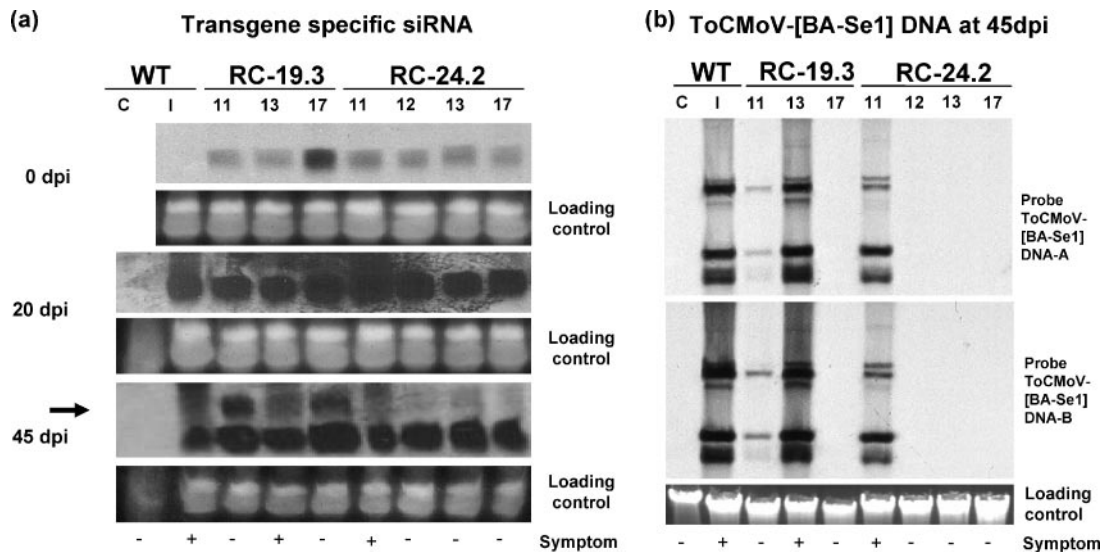 (a) Transgene specific siRNA
WT RC-19.3 RC-24.2
C I 11 13 17 11 12 13 17
0 dpi
Loading
control
20 dpi
Loading
control
45 dpi
Loading
control
- + - + - + - - - Symptom
(b) ToCMoV-[BA-Se1] DNA at 45dpi
WT RC-19.3 RC-24.2
C I 11 13 17 11 12 13 17
Probe
ToCMoV-
[BA-Se1]
DNA-A
Probe
ToCMoV-
[BA-Se1]
DNA-B
Loading
control
- + - + - + - - - Symptom